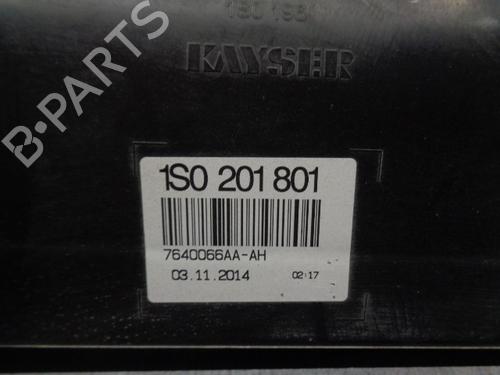 KAYSER
1S0 201 801
7640066AA-AH
03.11.2014 02:17
B-PARTS